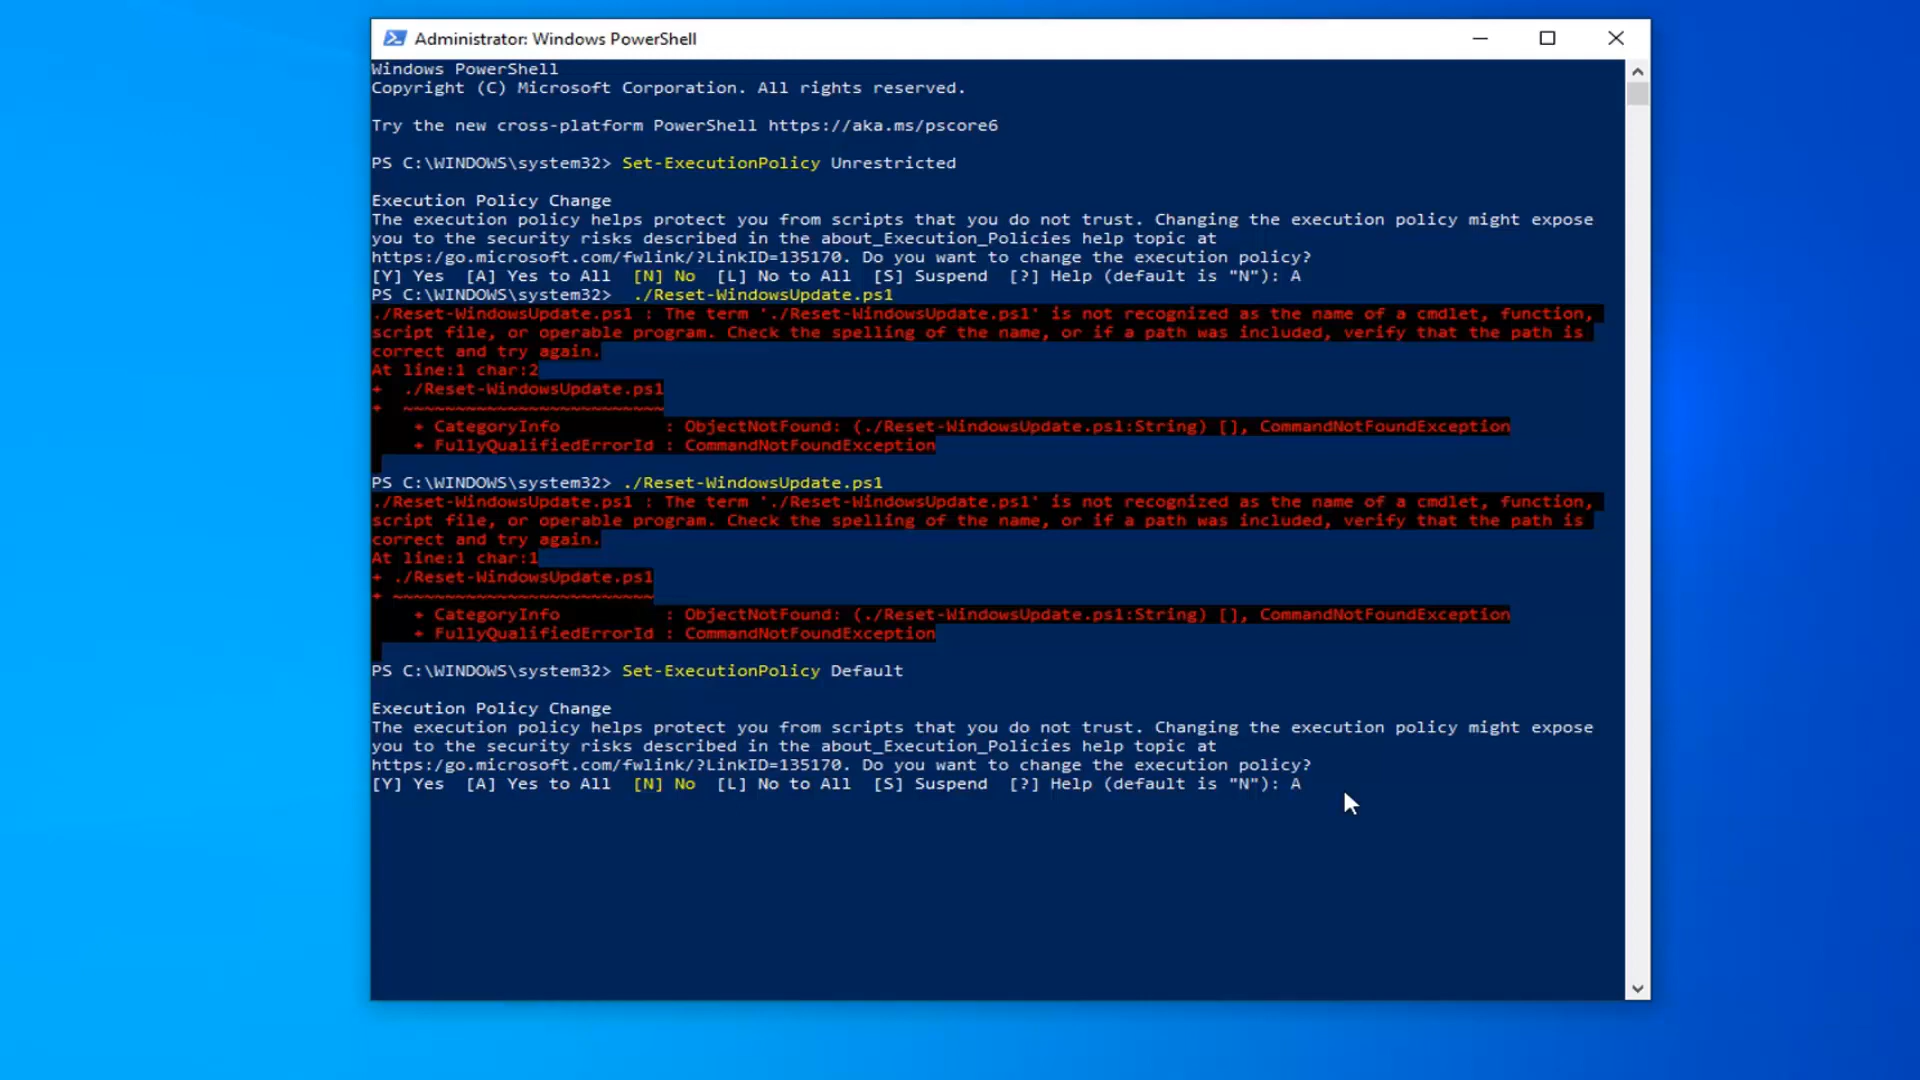 Administrator: Windows PowerShell
Windows PowerShell
Copyright (C) Microsoft Corporation. All rights reserved.
Try the new cross-platform PowerShell https://aka.ms/pscore6
PS C:\WINDOWS\system32> Set-ExecutionPolicy Unrestricted
Execution Policy Change
The execution policy helps protect you from scripts that you do not trust. Changing the execution policy might expose
you to the security risks described in the about_Execution_Policies help topic at
https:/go.microsoft.com/fwlink/?LinkID=135170. Do you want to change the execution policy?
[Y] Yes  [A] Yes to All  [N] No  [L] No to All  [S] Suspend  [?] Help (default is "N"): A
PS C:\WINDOWS\system32>  ./Reset-WindowsUpdate.ps1
./Reset-WindowsUpdate.ps1 : The term './Reset-WindowsUpdate.ps1' is not recognized as the name of a cmdlet, function,
script file, or operable program. Check the spelling of the name, or if a path was included, verify that the path is
correct and try again.
At line:1 char:2
+  ./Reset-WindowsUpdate.ps1
+  ~~~~~~~~~~~~~~~~~~~~~~~~~
    + CategoryInfo          : ObjectNotFound: (./Reset-WindowsUpdate.ps1:String) [], CommandNotFoundException
    + FullyQualifiedErrorId : CommandNotFoundException
PS C:\WINDOWS\system32> ./Reset-WindowsUpdate.ps1
./Reset-WindowsUpdate.ps1 : The term './Reset-WindowsUpdate.ps1' is not recognized as the name of a cmdlet, function,
script file, or operable program. Check the spelling of the name, or if a path was included, verify that the path is
correct and try again.
At line:1 char:1
+ ./Reset-WindowsUpdate.ps1
+ ~~~~~~~~~~~~~~~~~~~~~~~~~
    + CategoryInfo          : ObjectNotFound: (./Reset-WindowsUpdate.ps1:String) [], CommandNotFoundException
    + FullyQualifiedErrorId : CommandNotFoundException
PS C:\WINDOWS\system32> Set-ExecutionPolicy Default
Execution Policy Change
The execution policy helps protect you from scripts that you do not trust. Changing the execution policy might expose
you to the security risks described in the about_Execution_Policies help topic at
https:/go.microsoft.com/fwlink/?LinkID=135170. Do you want to change the execution policy?
[Y] Yes  [A] Yes to All  [N] No  [L] No to All  [S] Suspend  [?] Help (default is "N"): A